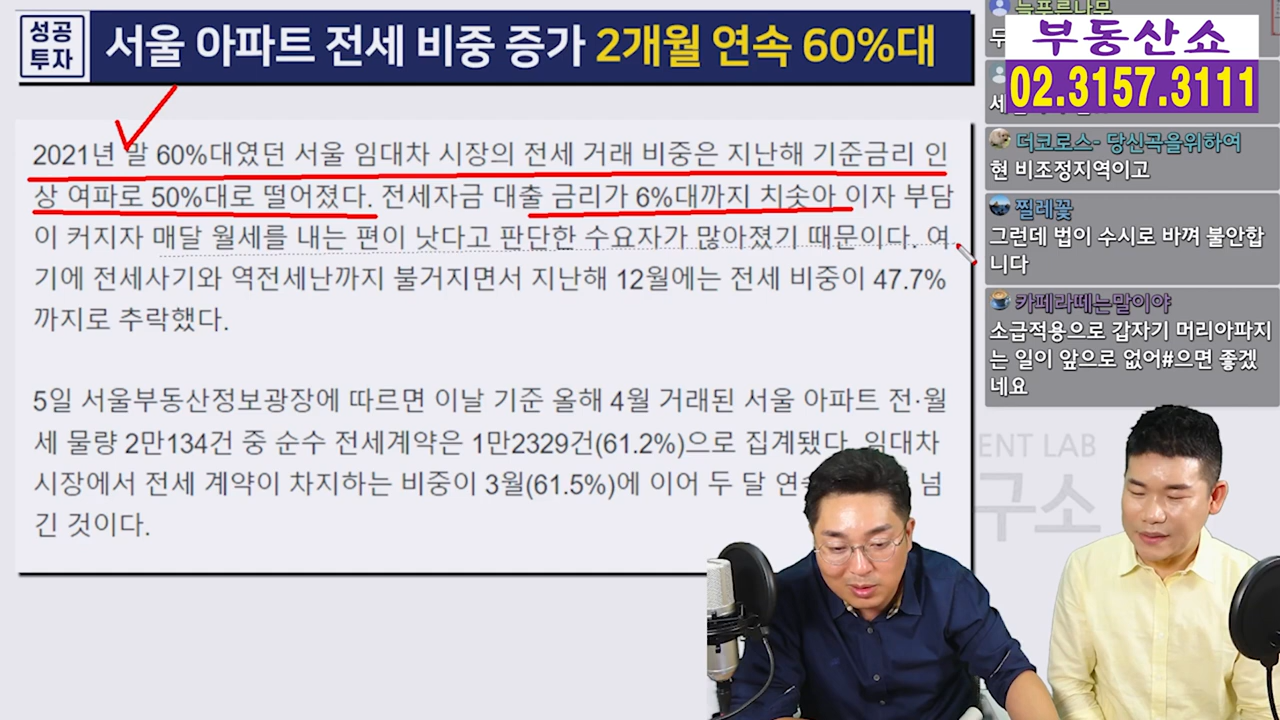 성공
투자
서울 아파트 전세 비중 증가 2개월 연속 60%대
2021년 말 60%대였던 서울 임대차 시장의 전세 거래 비중은 지난해 기준금리 인
상 여파로 50%대로 떨어졌다. 전세자금 대출 금리가 6%대까지 치솟아 이자 부담
이 커지자 매달 월세를 내는 편이 낫다고 판단한 수요자가 많아졌기 때문이다. 여
기에 전세사기와 역전세난까지 불거지면서 지난해 12월에는 전세 비중이 47.7%
까지로 추락했다.
5일 서울부동산정보광장에 따르면 이날 기준 올해 4월 거래된 서울 아파트 전·월
세 물량 2만134건 중 순수 전세계약은 1만2329건(61.2%)으로 집계됐다. 임대차
시장에서 전세 계약이 차지하는 비중이 3월(61.5%)에 이어 두 달 연속 넘
긴 것이다.
늘푸른나무
두
부동산쇼
02.3157.3111
세
더코로스- 당신곡을위하여
현 비조정지역이고
찔레꽃
그런데 법이 수시로 바껴 불안합
니다
카페라떼는말이야
소급적용으로 갑자기 머리아파지
는 일이 앞으로 없어#으면 좋겠
네요
ENT LAB
구소